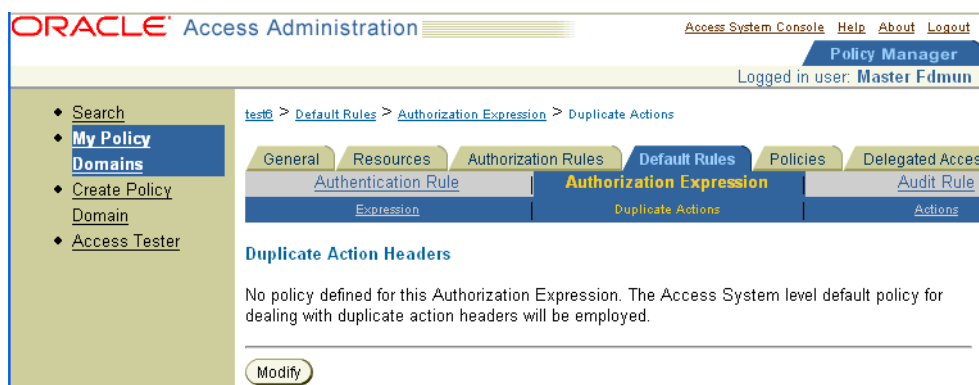 ORACLE Access Administration
Access System Console Help About Logout
Policy Manager
Logged in user: Master Fdmun
Search
My Policy
Domains
Create Policy
Domain
Access Tester
test6 > Default Rules > Authorization Expression > Duplicate Actions
General Resources Authorization Rules Default Rules Policies Delegated Acces
Authentication Rule Authorization Expression Audit Rule
Expression Duplicate Actions Actions
Duplicate Action Headers
No policy defined for this Authorization Expression. The Access System level default policy for
dealing with duplicate action headers will be employed.
Modify